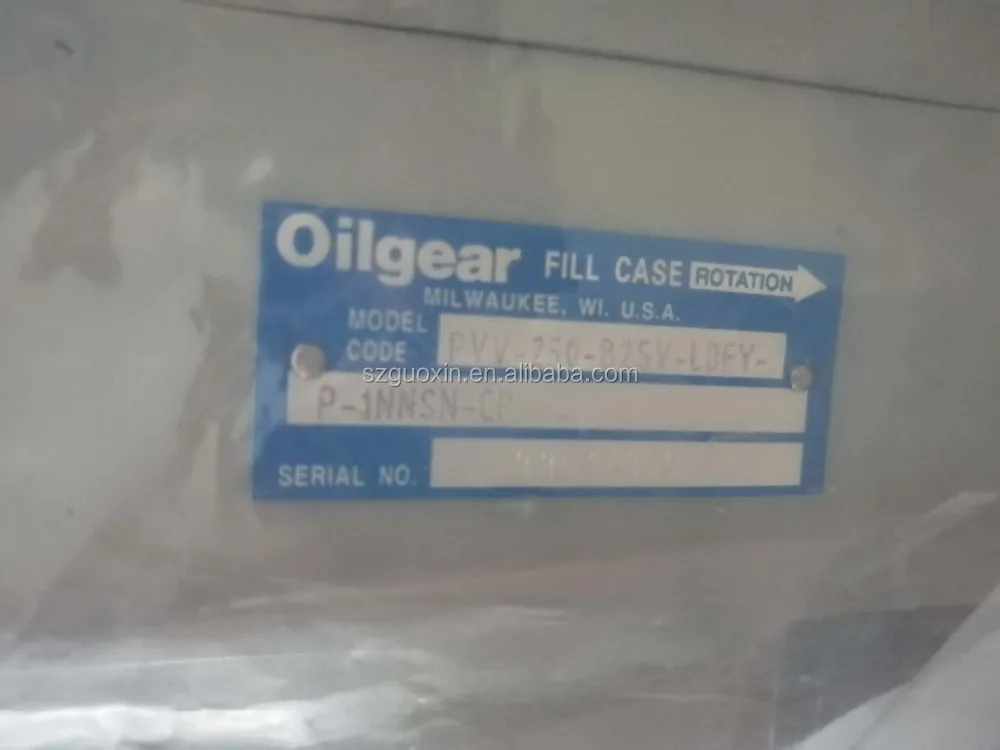 Oilgear FILL CASE ROTATION
MILWAUKEE, WI. U.S.A.
MODEL CODE PVV-250-B2SV-LDFY-
szguoxin.en.alibaba.com
P-1NNSN-CP
SERIAL NO.